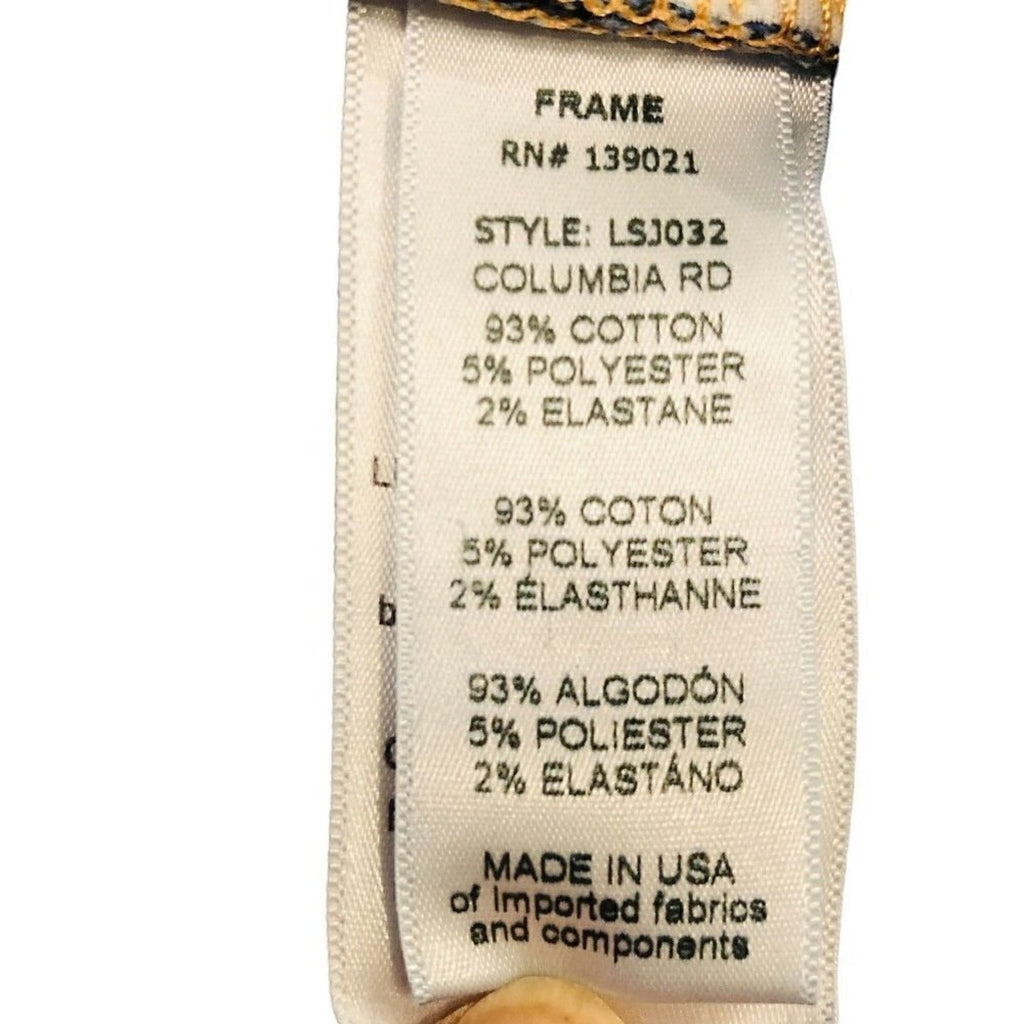 FRAME
RN# 139021
STYLE: LSJ032
COLUMBIA RD
93% COTTON
5% POLYESTER
2% ELASTANE
93% COTON
5% POLYESTER
2% ÉLASTHANNE
93% ALGODÓN
5% POLIESTER
2% ELASTÁNO
MADE IN USA
of Imported fabrics
and components